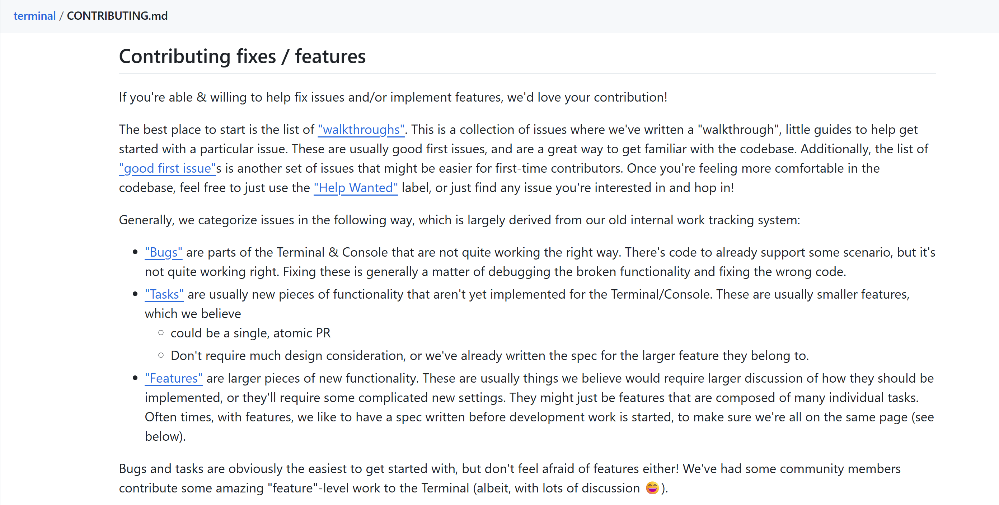 terminal / CONTRIBUTING.md
Contributing fixes / features
If you're able & willing to help fix issues and/or implement features, we'd love your contribution!
The best place to start is the list of "walkthroughs". This is a collection of issues where we've written a "walkthrough", little guides to help get
started with a particular issue. These are usually good first issues, and are a great way to get familiar with the codebase. Additionally, the list of
"good first issue"s is another set of issues that might be easier for first-time contributors. Once you're feeling more comfortable in the
codebase, feel free to just use the "Help Wanted" label, or just find any issue you're interested in and hop in!
Generally, we categorize issues in the following way, which is largely derived from our old internal work tracking system:
• "Bugs" are parts of the Terminal & Console that are not quite working the right way. There's code to already support some scenario, but it's
not quite working right. Fixing these is generally a matter of debugging the broken functionality and fixing the wrong code.
• "Tasks" are usually new pieces of functionality that aren't yet implemented for the Terminal/Console. These are usually smaller features,
which we believe
○ could be a single, atomic PR
○ Don't require much design consideration, or we've already written the spec for the larger feature they belong to.
• "Features" are larger pieces of new functionality. These are usually things we believe would require larger discussion of how they should be
implemented, or they'll require some complicated new settings. They might just be features that are composed of many individual tasks.
Often times, with features, we like to have a spec written before development work is started, to make sure we're all on the same page (see
below).
Bugs and tasks are obviously the easiest to get started with, but don't feel afraid of features either! We've had some community members
contribute some amazing "feature"-level work to the Terminal (albeit, with lots of discussion 😄).